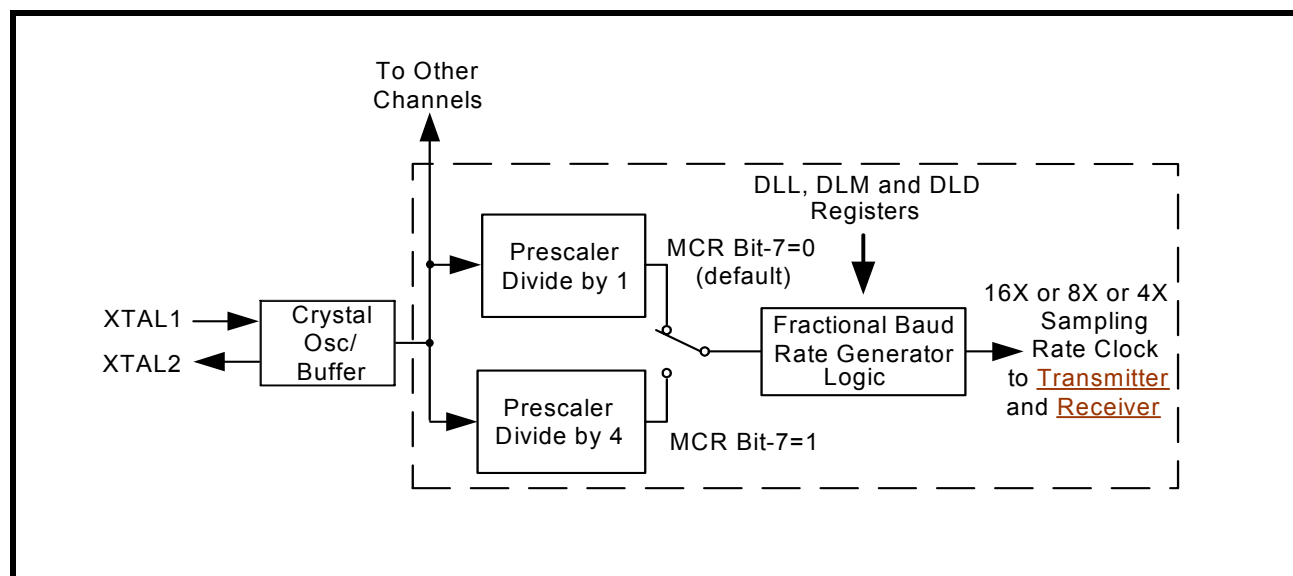 To Other
Channels
DLL, DLM and DLD
Registers
Prescaler
Divide by 1
MCR Bit-7=0
(default)
XTAL1
XTAL2
Crystal
Osc/
Buffer
Fractional Baud
Rate Generator
Logic
16X or 8X or 4X
Sampling
Rate Clock
to Transmitter
and Receiver
Prescaler
Divide by 4
MCR Bit-7=1